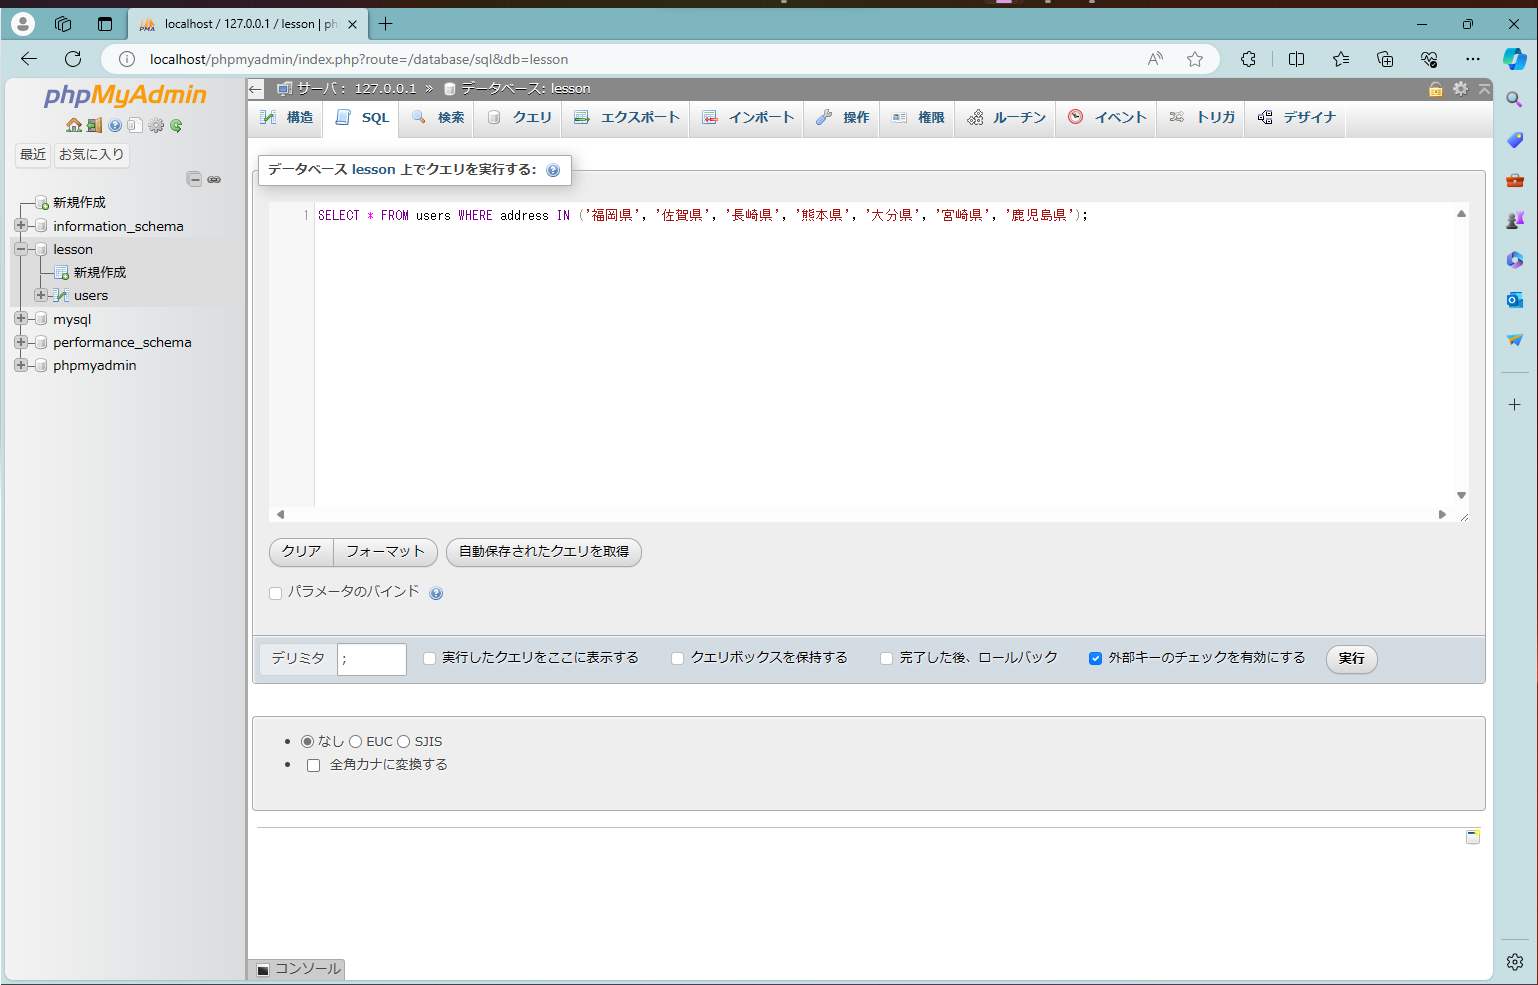 localhost / 127.0.0.1 / lesson | ph
localhost/phpmyadmin/index.php?route=/database/sql&db=lesson
phpMyAdmin
最近 お気に入り
新規作成
information_schema
lesson
新規作成
users
mysql
performance_schema
phpmyadmin
サーバ: 127.0.0.1 » データベース: lesson
構造 SQL 検索 クエリ エクスポート インポート 操作 権限 ルーチン イベント トリガ デザイナ
データベース lesson 上でクエリを実行する:
1 SELECT * FROM users WHERE address IN ('福岡県', '佐賀県', '長崎県', '熊本県', '大分県', '宮崎県', '鹿児島県');
クリア フォーマット 自動保存されたクエリを取得
パラメータのバインド
デリミタ ; 実行したクエリをここに表示する クエリボックスを保持する 完了した後、ロールバック 外部キーのチェックを有効にする 実行
なし EUC SJIS
全角カナに変換する
コンソール